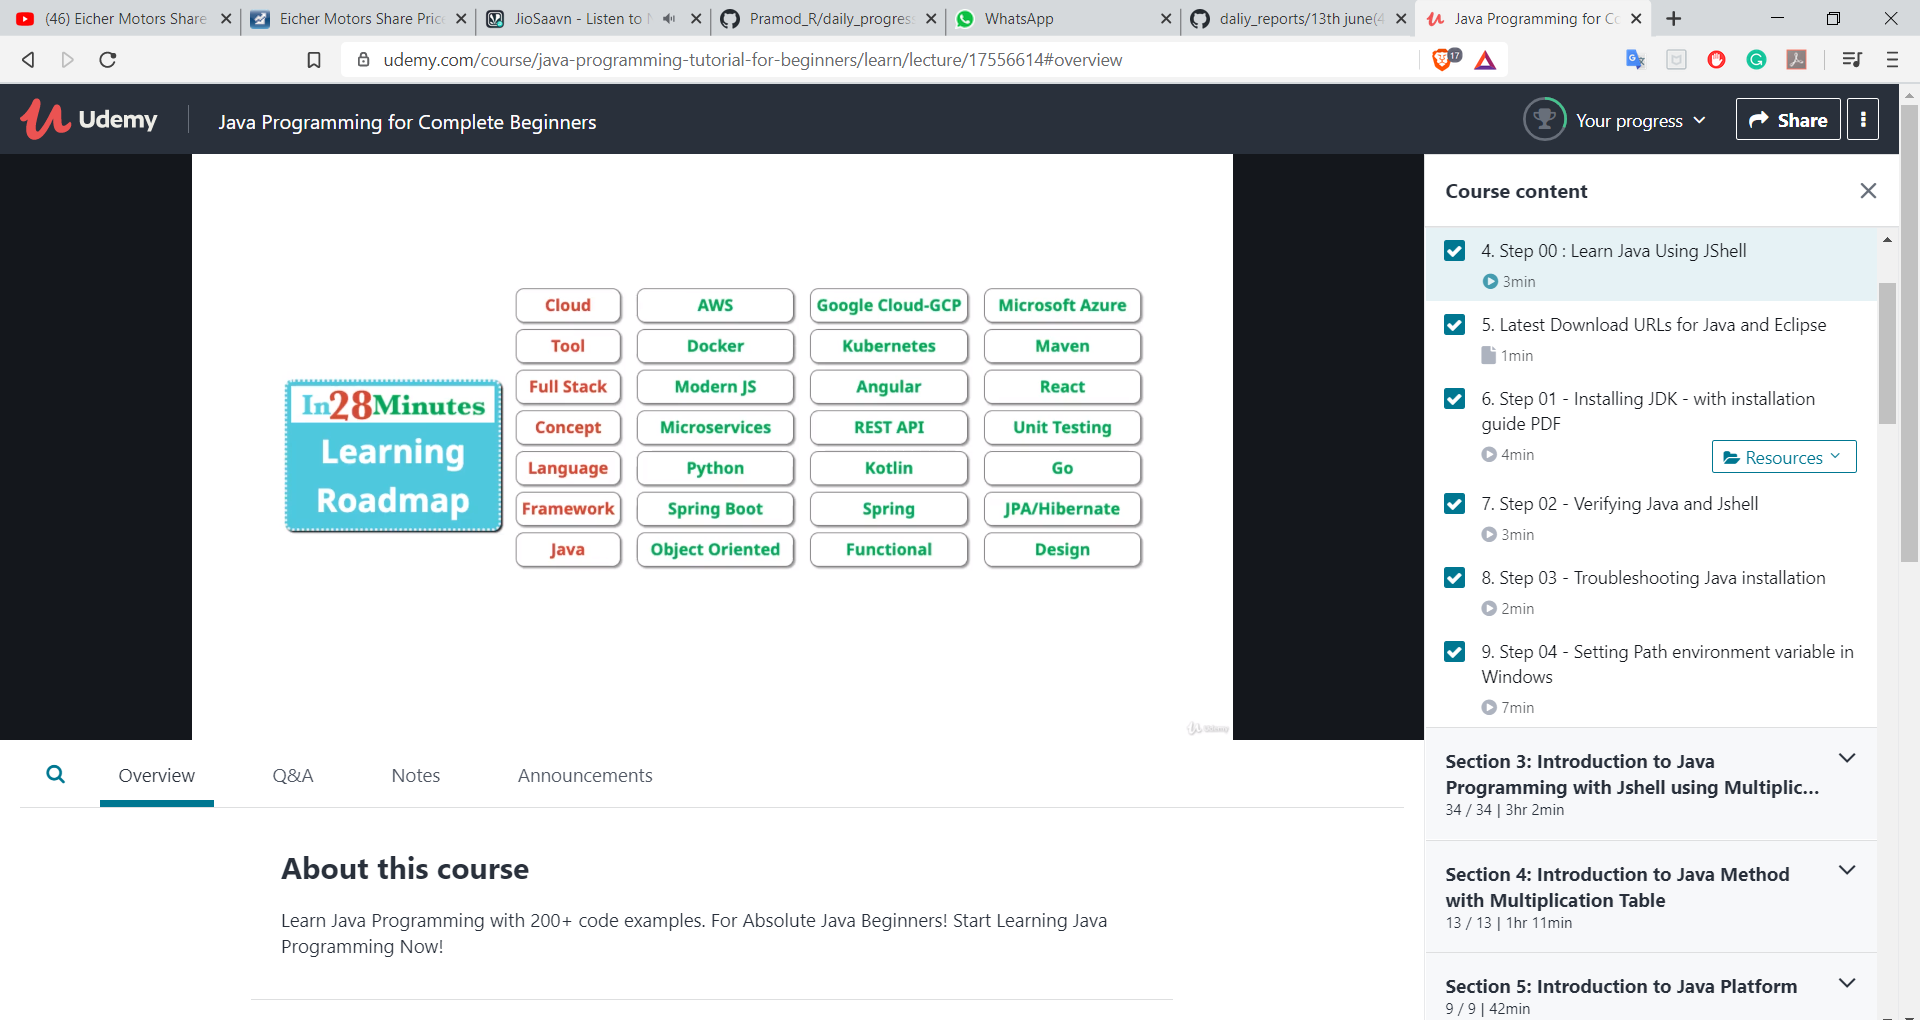 (46) Eicher Motors Share
Eicher Motors Share Pric
JioSaavn - Listen to
Pramod_R/daily_progres
WhatsApp
daliy_reports/13th june(4
Java Programming for Co
udemy.com/course/java-programming-tutorial-for-beginners/learn/lecture/17556614#overview
17
Udemy
Java Programming for Complete Beginners
Your progress
Share
Cloud AWS Google Cloud-GCP Microsoft Azure
Tool Docker Kubernetes Maven
Full Stack Modern JS Angular React
Concept Microservices REST API Unit Testing
Language Python Kotlin Go
Framework Spring Boot Spring JPA/Hibernate
Java Object Oriented Functional Design
In28Minutes
Learning
Roadmap
Udemy
Course content
4. Step 00 : Learn Java Using JShell
3min
5. Latest Download URLs for Java and Eclipse
1min
6. Step 01 - Installing JDK - with installation
guide PDF
4min
Resources
7. Step 02 - Verifying Java and Jshell
3min
8. Step 03 - Troubleshooting Java installation
2min
9. Step 04 - Setting Path environment variable in
Windows
7min
Section 3: Introduction to Java
Programming with Jshell using Multiplic...
34 / 34 | 3hr 2min
Section 4: Introduction to Java Method
with Multiplication Table
13 / 13 | 1hr 11min
Section 5: Introduction to Java Platform
9 / 9 | 42min
Overview
Q&A
Notes
Announcements
About this course
Learn Java Programming with 200+ code examples. For Absolute Java Beginners! Start Learning Java
Programming Now!